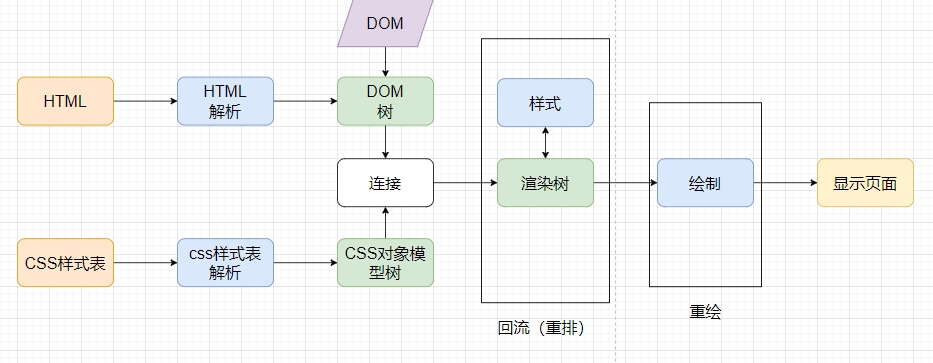 DOM
HTML
HTML
解析
DOM
树
样式
连接
渲染树
绘制
显示页面
CSS样式表
css样式表
解析
CSS对象模
型树
回流（重排）
重绘